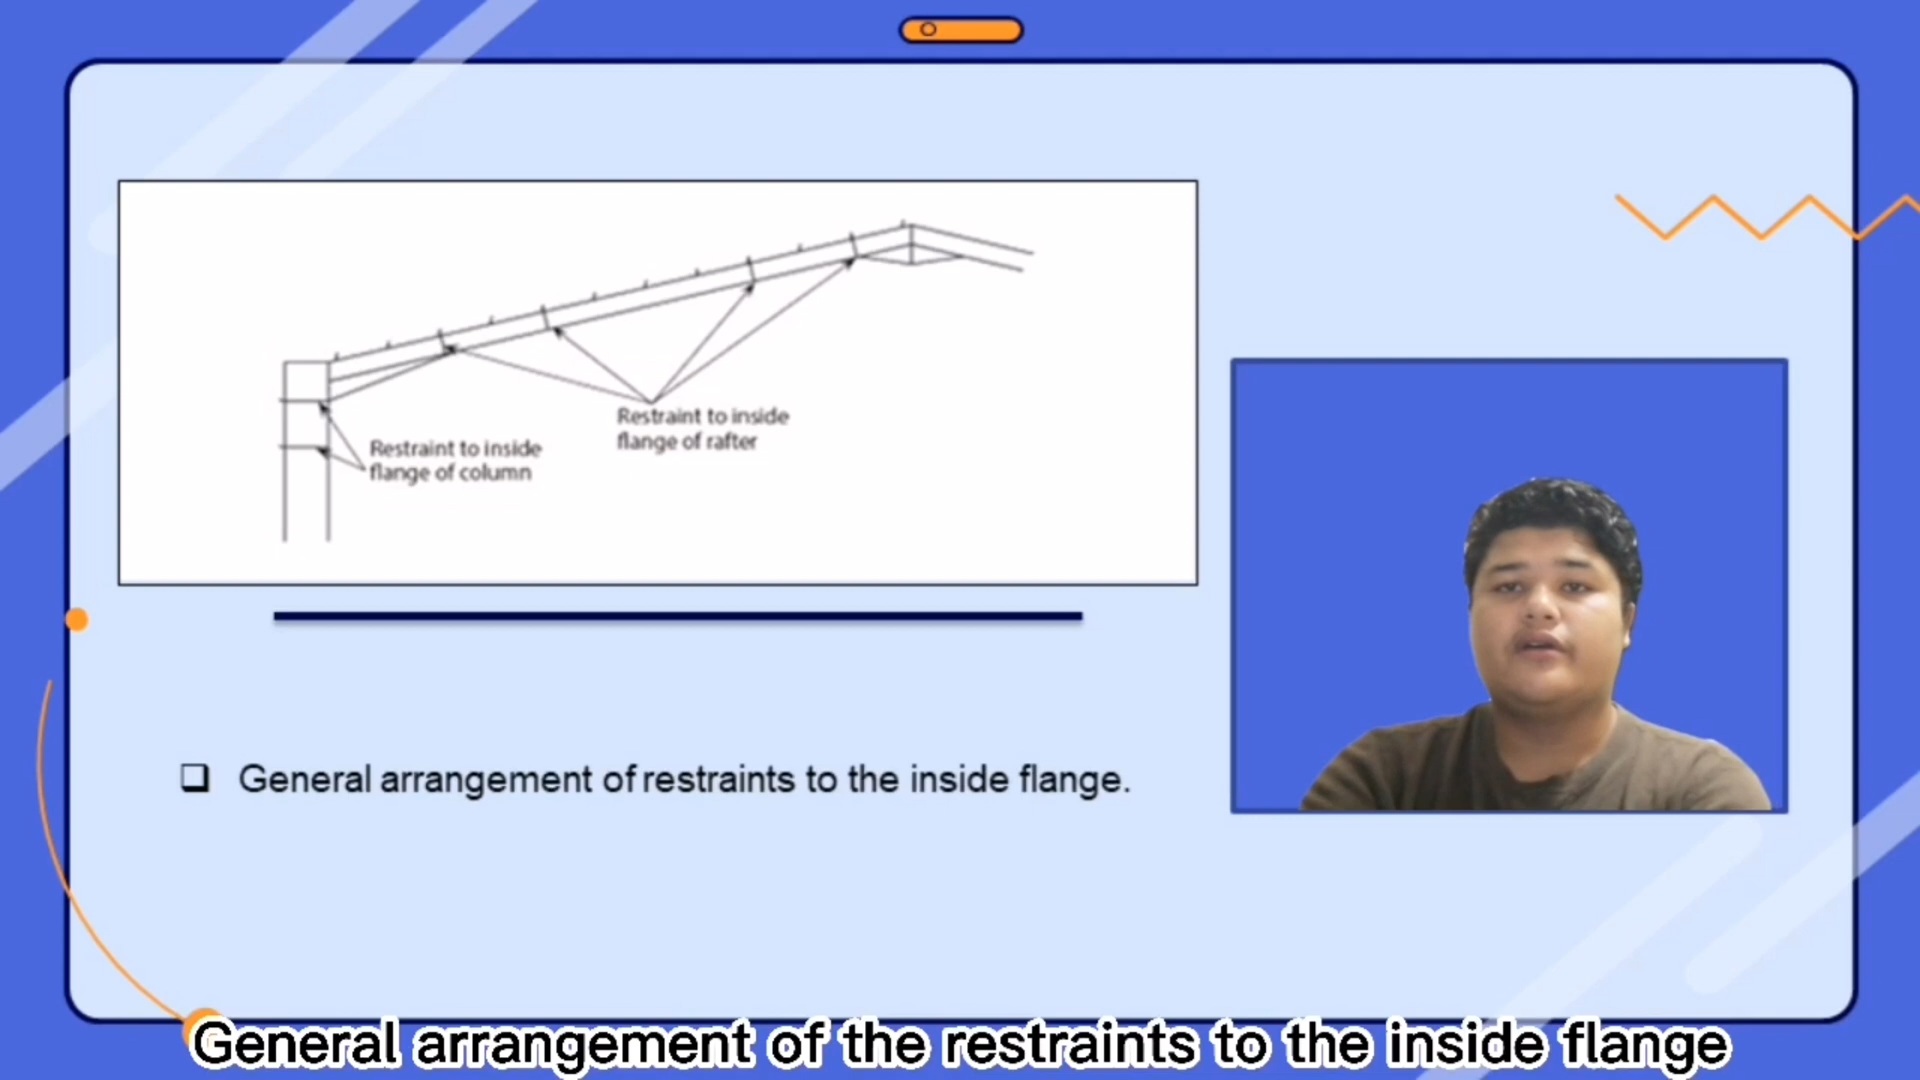 Restraint to inside
flange of rafter
Restraint to inside
flange of column
❑ General arrangement of restraints to the inside flange.
General arrangement of the restraints to the inside flange